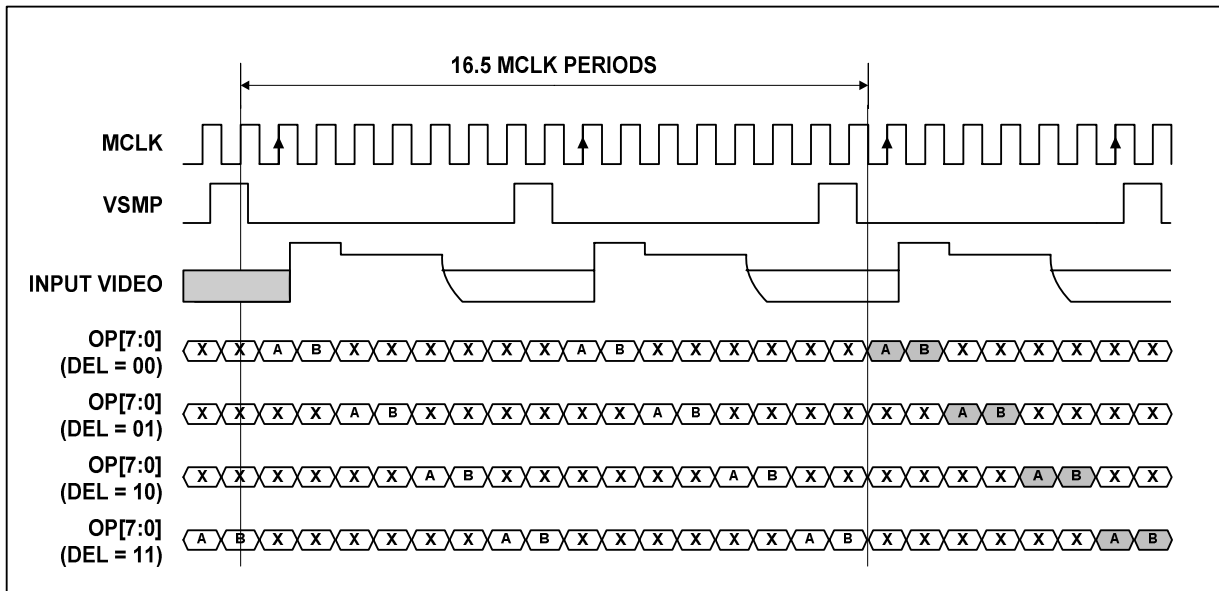 16.5 MCLK PERIODS
MCLK
VSMP
INPUT VIDEO
OP[7:0]
(DEL = 00)
X X A B X X X X X X A B X X X X X X A B X X X X X X
OP[7:0]
(DEL = 01)
X X X X A B X X X X X X A B X X X X X X A B X X X X
OP[7:0]
(DEL = 10)
X X X X X X A B X X X X X X A B X X X X X X A B X X
OP[7:0]
(DEL = 11)
A B X X X X X X A B X X X X X X A B X X X X X X A B